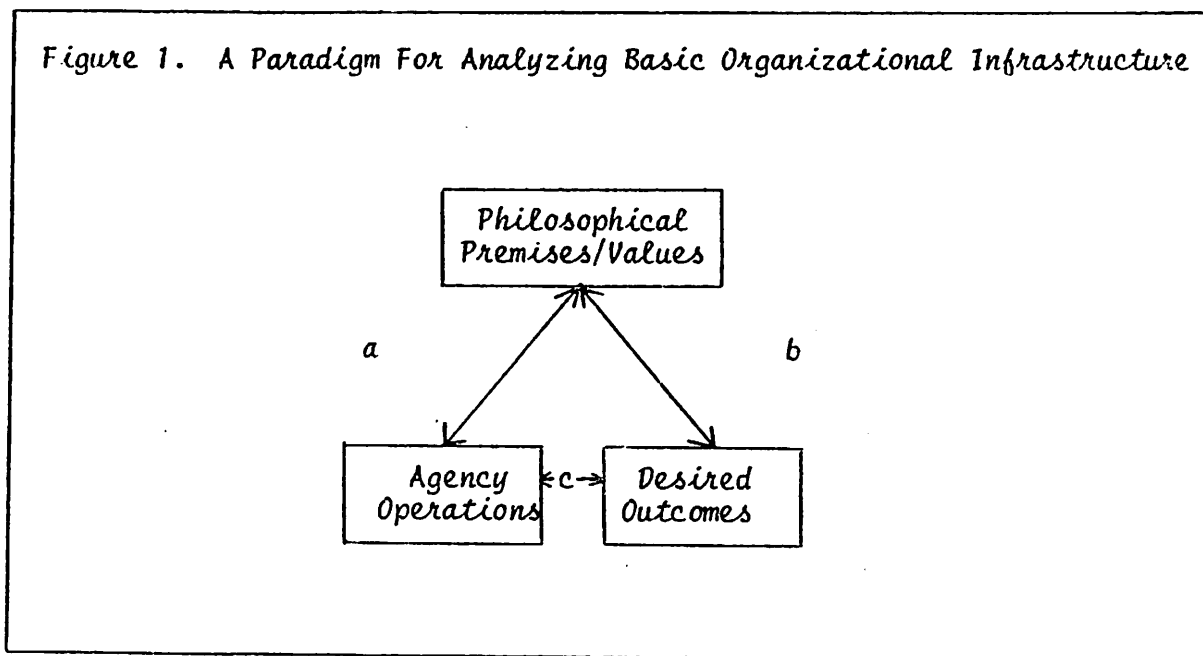 Figure 1. A Paradigm For Analyzing Basic Organizational Infrastructure
Philosophical
Premises/Values
a
b
Agency
Operations
c
Desired
Outcomes